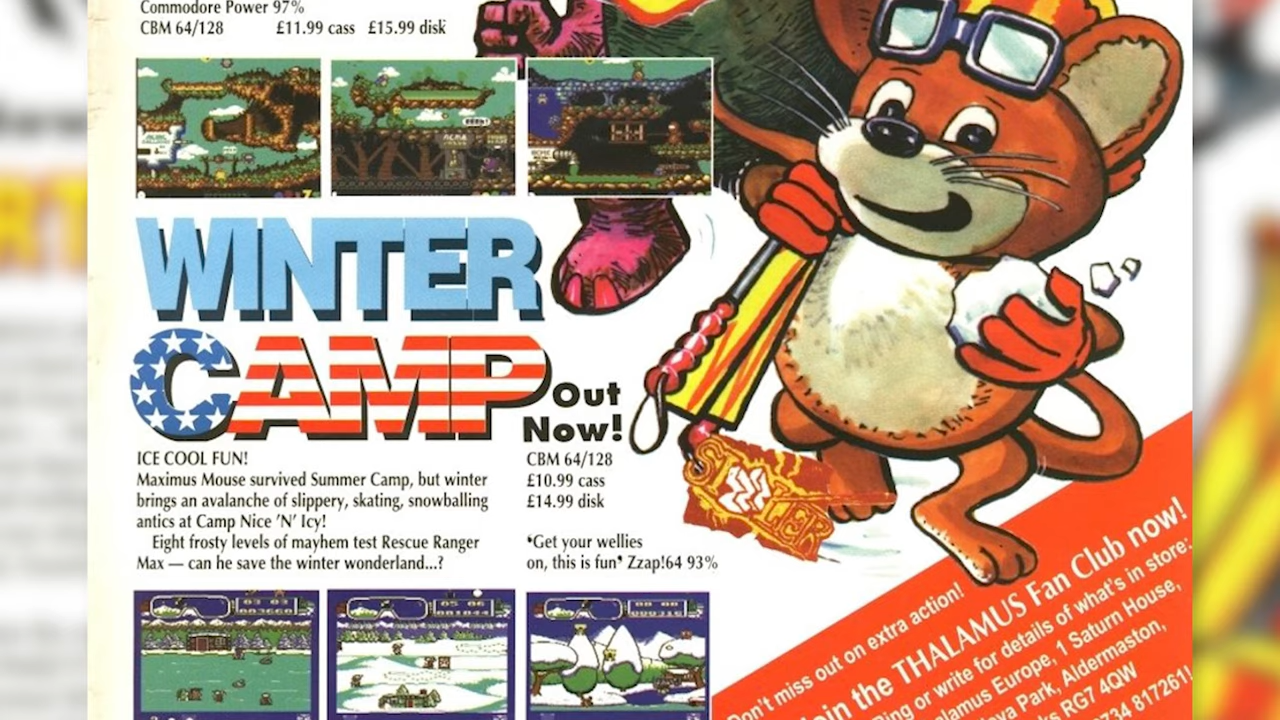 Commodore Power 97%
CBM 64/128 £11.99 cass £15.99 disk
WINTER
CAMP
Out
Now!
ICE COOL FUN!
Maximus Mouse survived Summer Camp, but winter
brings an avalanche of slippery, skating, snowballing
antics at Camp Nice 'N' Icy!
Eight frosty levels of mayhem test Rescue Ranger
Max — can he save the winter wonderland...?
CBM 64/128
£10.99 cass
£14.99 disk
❛Get your wellies
on, this is fun❜ Zzap!64 93%
Don't miss out on extra action!
Join the THALAMUS Fan Club now!
Ring or write for details of what's in store:
Thalamus Europe, 1 Saturn House,
Park, Aldermaston,
RG7 4QW
817261!